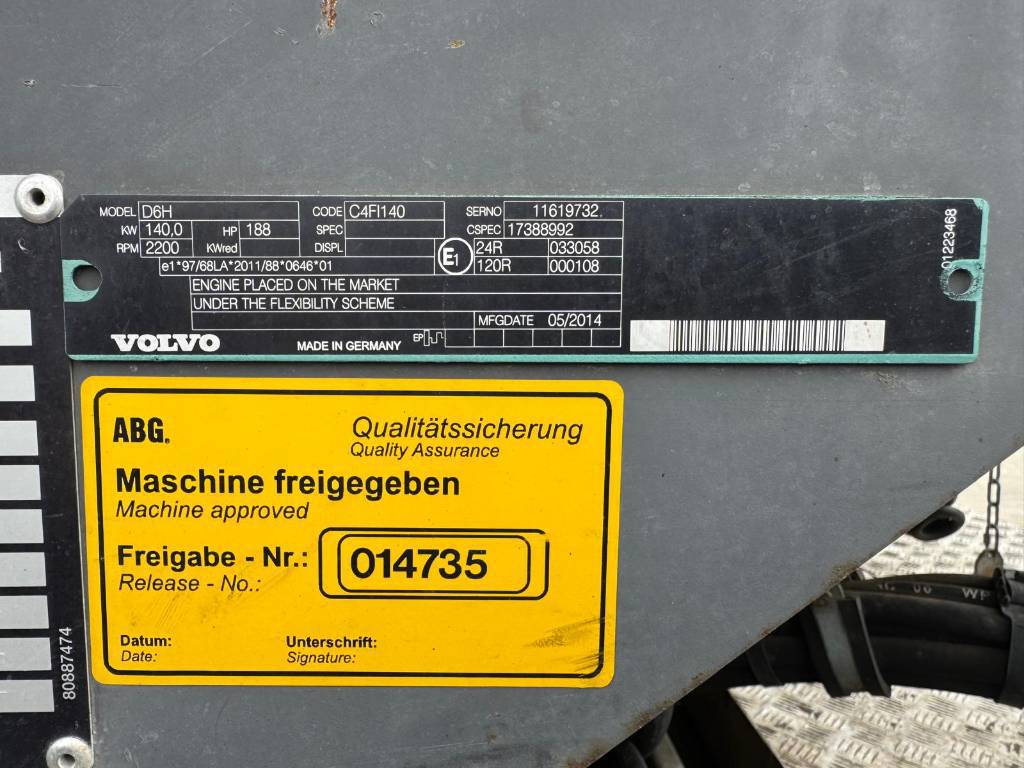 MODEL D6H CODE C4FI140 SERNO 11619732
KW 140,0 HP 188 SPEC CSPEC 17388992
RPM 2200 KWred DISPL E1 24R 033058
e1*97/68LA*2011/88*0646*01 120R 000108
ENGINE PLACED ON THE MARKET
UNDER THE FLEXIBILITY SCHEME
MFGDATE 05/2014
VOLVO MADE IN GERMANY EP
01223468
ABG. Qualitätssicherung
Quality Assurance
Maschine freigegeben
Machine approved
Freigabe - Nr.: 014735
Release - No.:
Datum: Unterschrift:
Date: Signature:
80887474